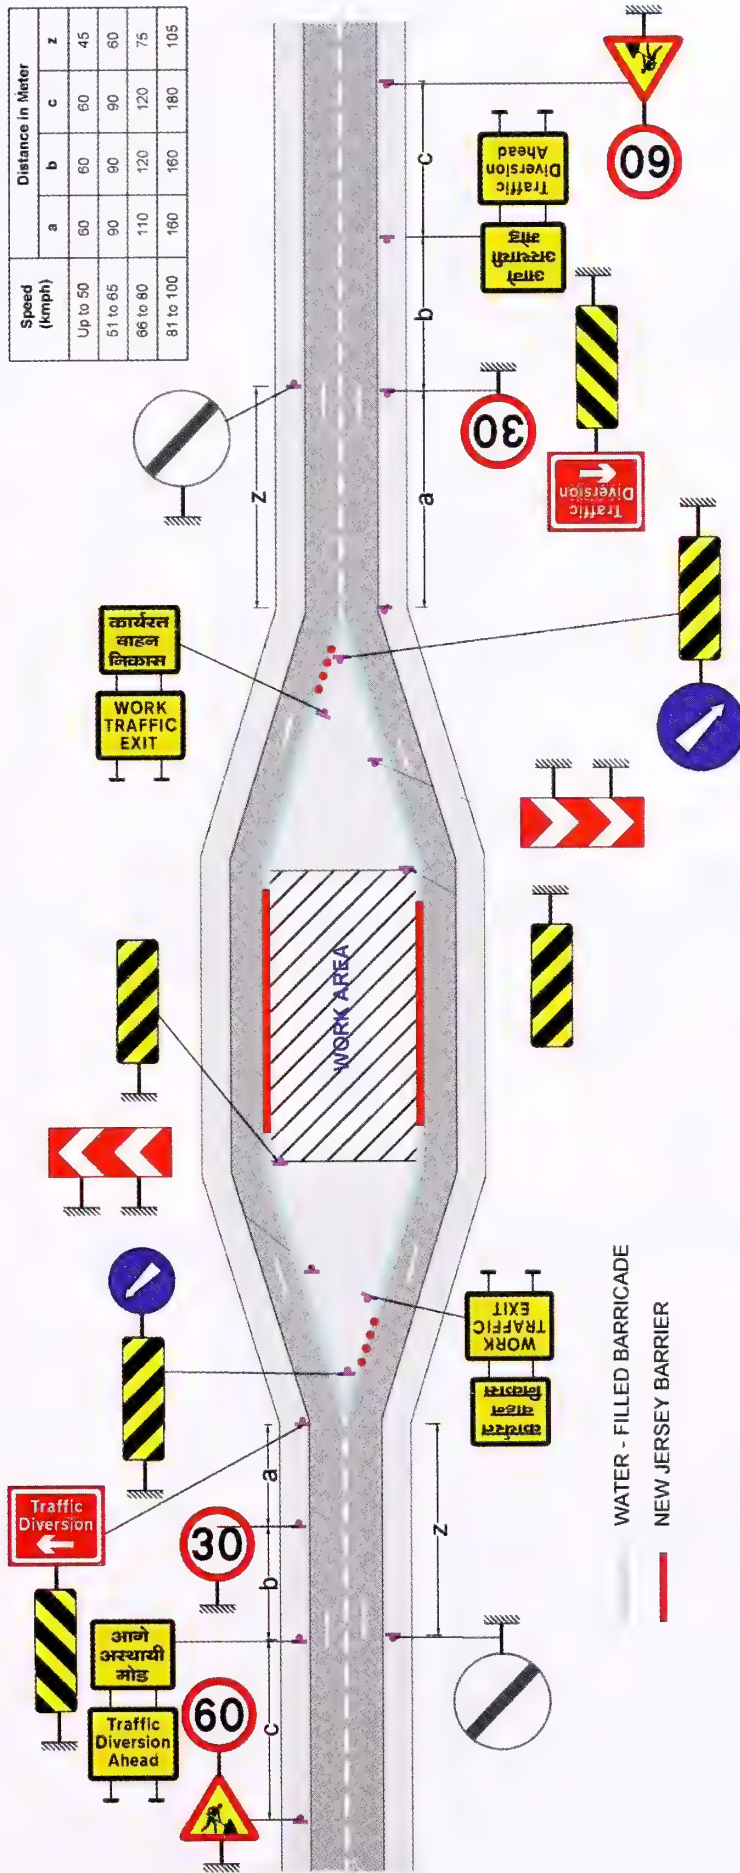 Speed
(kmph)
Distance in Meter
a b c z
Up to 50 60 60 60 45
51 to 65 90 90 90 60
66 to 80 110 120 120 75
81 to 100 160 160 180 105
60
Traffic
Diversion
Ahead
आगे
अस्थायी
मोड़
c
b
a
z
30
Traffic
Diversion
कार्यरत
वाहन
निकास
WORK
TRAFFIC
EXIT
WORK AREA
WORK
TRAFFIC
EXIT
कार्यरत
वाहन
निकास
Traffic
Diversion
30
a
b
c
z
आगे
अस्थायी
मोड
Traffic
Diversion
Ahead
60
WATER - FILLED BARRICADE
NEW JERSEY BARRIER